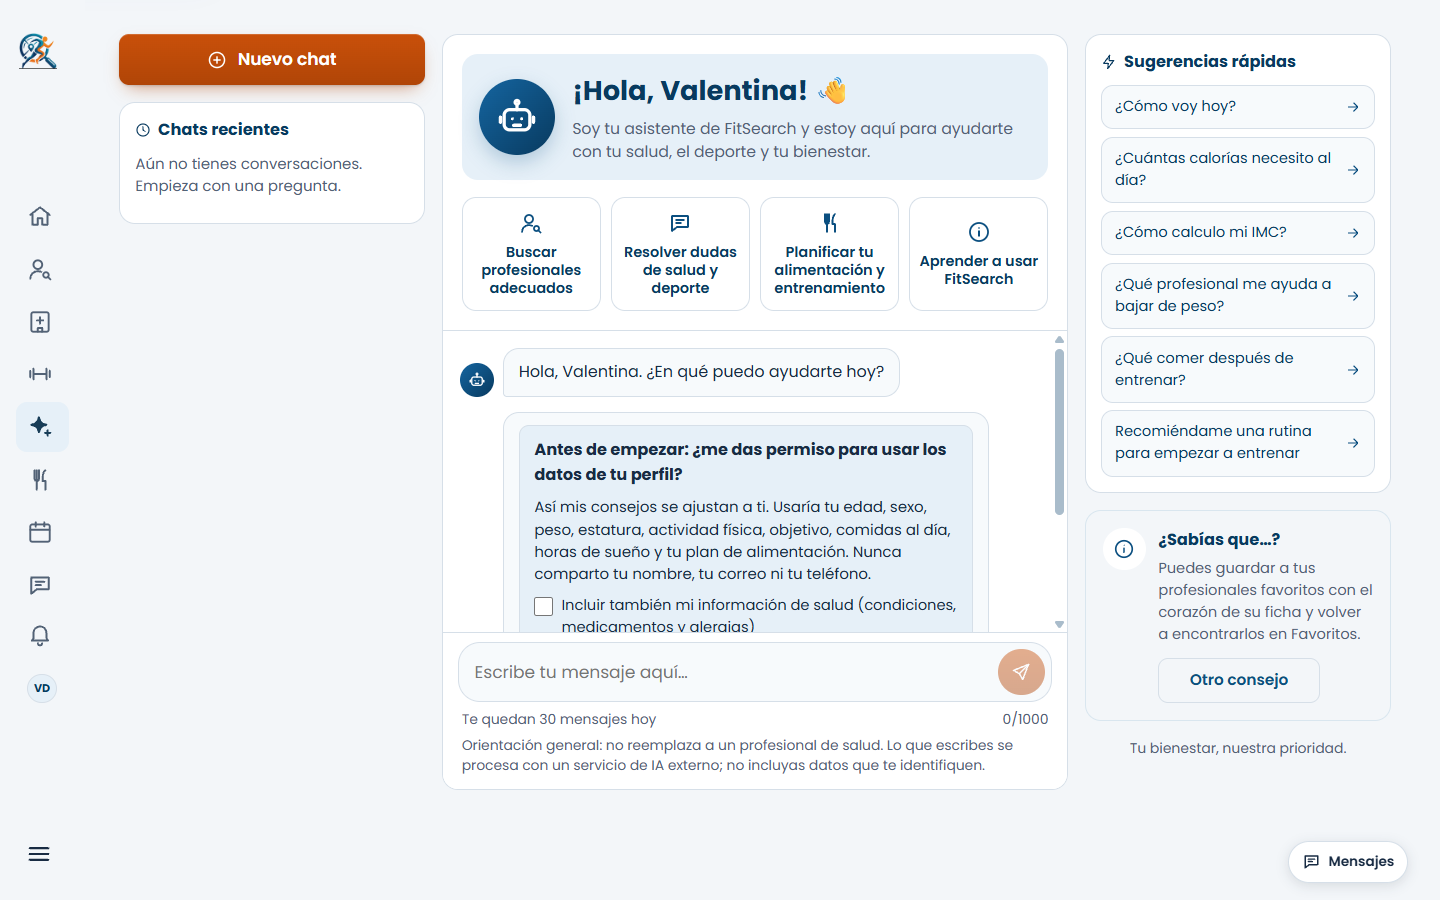 Nuevo chat
Chats recientes
Aún no tienes conversaciones.
Empieza con una pregunta.
VD
¡Hola, Valentina! 👋
Soy tu asistente de FitSearch y estoy aquí para ayudarte
con tu salud, el deporte y tu bienestar.
Buscar
profesionales
adecuados
Resolver dudas
de salud y
deporte
Planificar tu
alimentación y
entrenamiento
Aprender a usar
FitSearch
Hola, Valentina. ¿En qué puedo ayudarte hoy?
Antes de empezar: ¿me das permiso para usar los
datos de tu perfil?
Así mis consejos se ajustan a ti. Usaría tu edad, sexo,
peso, estatura, actividad física, objetivo, comidas al día,
horas de sueño y tu plan de alimentación. Nunca
comparto tu nombre, tu correo ni tu teléfono.
Incluir también mi información de salud (condiciones,
medicamentos y alergias)
Escribe tu mensaje aquí...
Te quedan 30 mensajes hoy
0/1000
Orientación general: no reemplaza a un profesional de salud. Lo que escribes se
procesa con un servicio de IA externo; no incluyas datos que te identifiquen.
Sugerencias rápidas
¿Cómo voy hoy?
¿Cuántas calorías necesito al
día?
¿Cómo calculo mi IMC?
¿Qué profesional me ayuda a
bajar de peso?
¿Qué comer después de
entrenar?
Recomiéndame una rutina
para empezar a entrenar
¿Sabías que...?
Puedes guardar a tus
profesionales favoritos con el
corazón de su ficha y volver
a encontrarlos en Favoritos.
Otro consejo
Tu bienestar, nuestra prioridad.
Mensajes